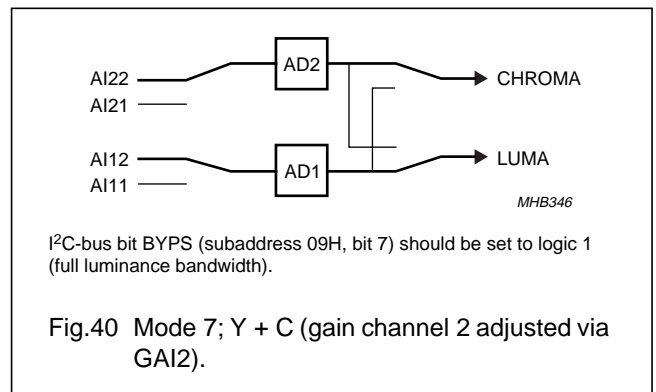 AI22
AI21
AD2
CHROMA
AI12
AI11
AD1
LUMA
MHB346
I²C-bus bit BYPS (subaddress 09H, bit 7) should be set to logic 1
(full luminance bandwidth).
Fig.40 Mode 7; Y + C (gain channel 2 adjusted via
GAI2).